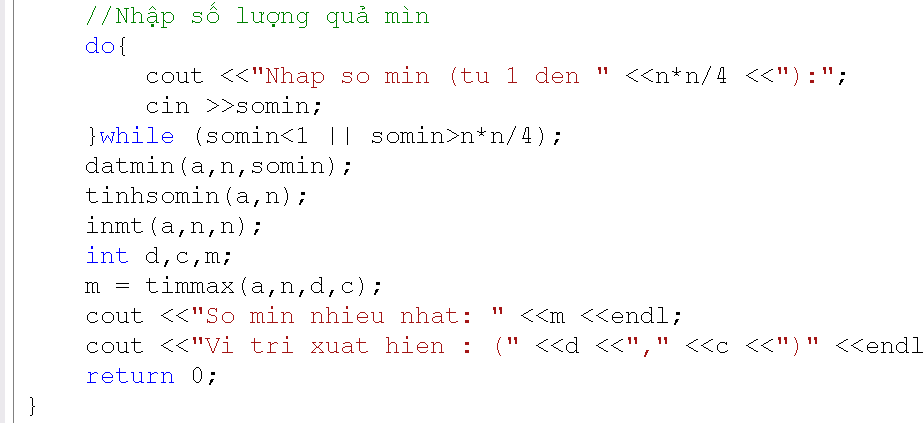 //Nhập số lượng quả mìn
do{
cout <<"Nhap so min (tu 1 den " <<n*n/4 <<"):";
cin >>somin;
}while (somin<1 || somin>n*n/4);
datmin(a,n,somin);
tinhsomin(a,n);
inmt(a,n,n);
int d,c,m;
m = timmax(a,n,d,c);
cout <<"So min nhieu nhat: " <<m <<endl;
cout <<"Vi tri xuat hien : (" <<d <<"," <<c <<")" <<endl
return 0;
}